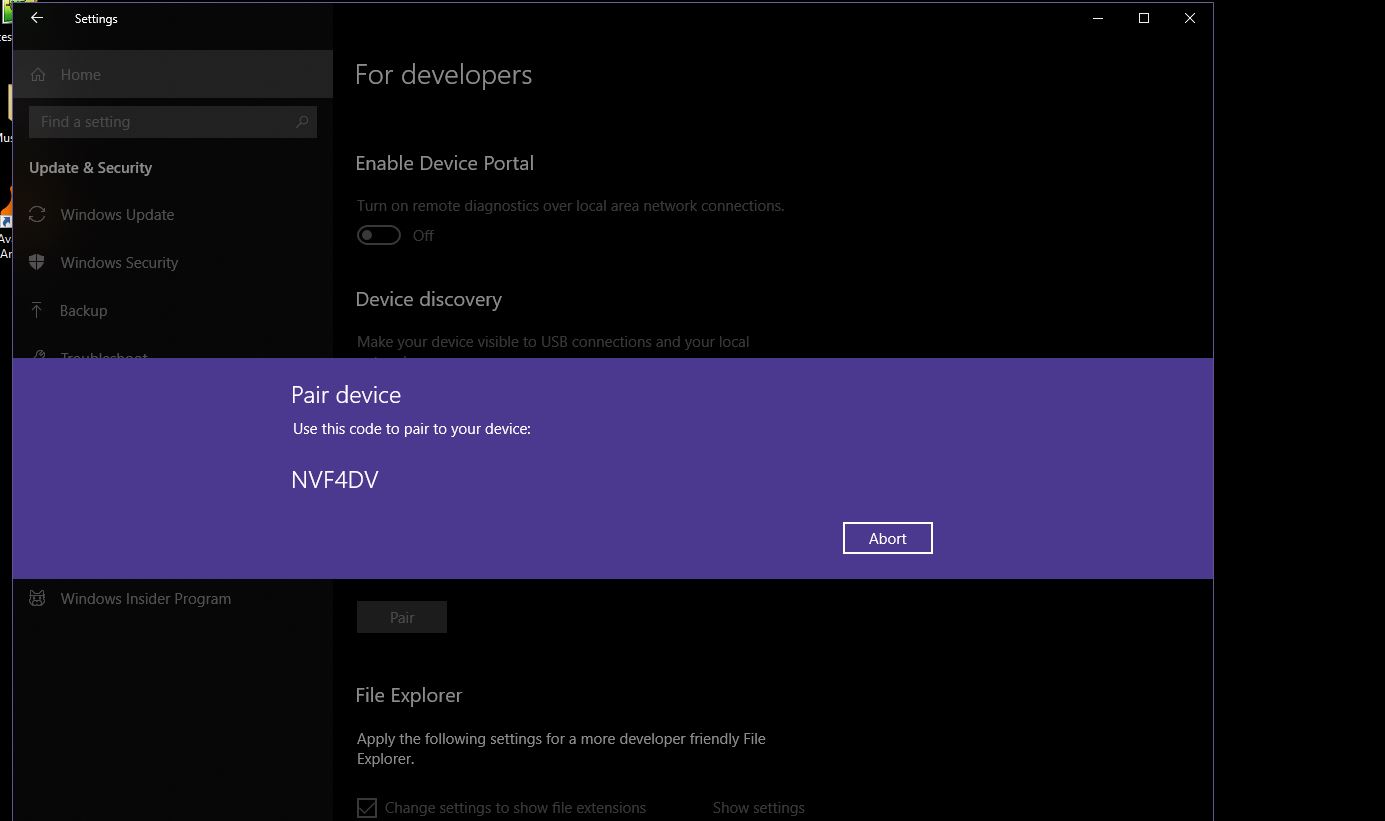 Settings
Home
Find a setting
Update & Security
Windows Update
Windows Security
Backup
Troubleshoot
Windows Insider Program
For developers
Enable Device Portal
Turn on remote diagnostics over local area network connections.
Off
Device discovery
Make your device visible to USB connections and your local
Pair device
Use this code to pair to your device:
NVF4DV
Abort
Pair
File Explorer
Apply the following settings for a more developer friendly File
Explorer.
Change settings to show file extensions
Show settings